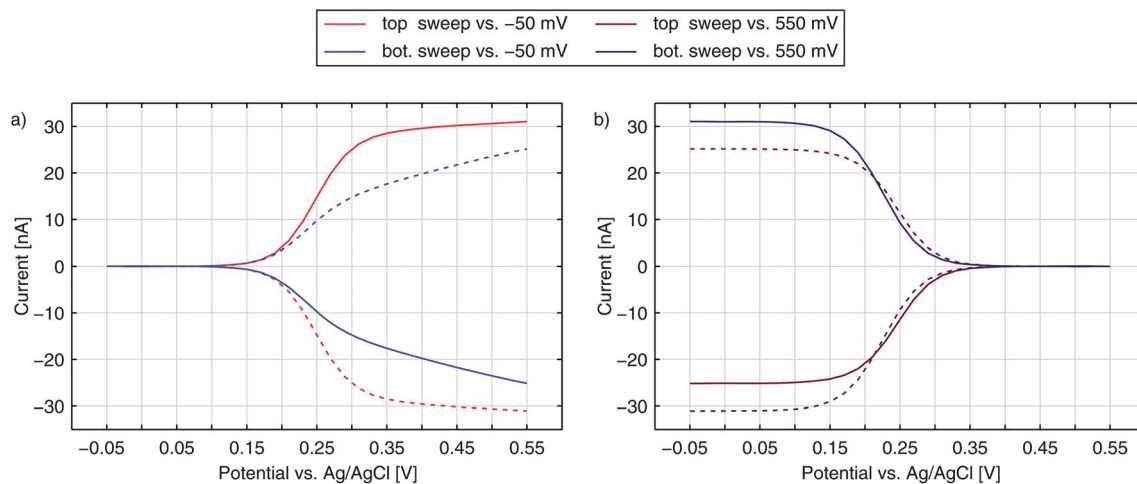 top sweep vs. −50 mV
top sweep vs. 550 mV
bot. sweep vs. −50 mV
bot. sweep vs. 550 mV
a)
30
20
10
0
−10
−20
−30
Current [nA]
−0.05 0.05 0.15 0.25 0.35 0.45 0.55
Potential vs. Ag/AgCl [V]
b)
30
20
10
0
−10
−20
−30
Current [nA]
−0.05 0.05 0.15 0.25 0.35 0.45 0.55
Potential vs. Ag/AgCl [V]